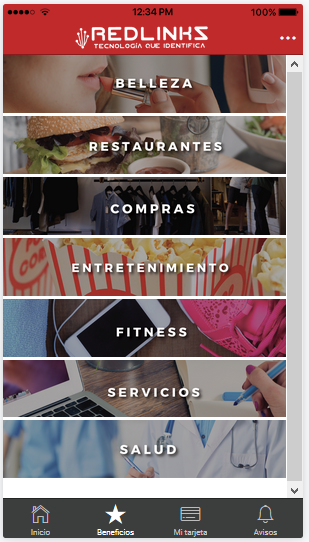 12:34 PM 100%
REDLINKS
TECNOLOGÍA QUE IDENTIFICA
BELLEZA
RESTAURANTES
COMPRAS
ENTRETENIMIENTO
FITNESS
SERVICIOS
SALUD
Inicio Beneficios Mi tarjeta Avisos